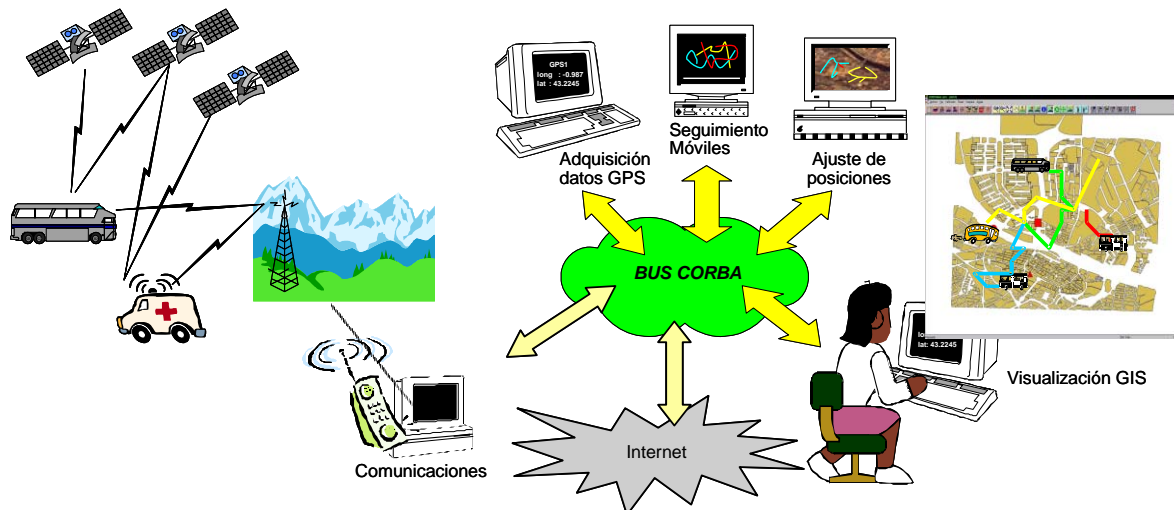 GPS1
long : -0.987
lat : 43.2245
Adquisición
datos GPS
Seguimiento
Móviles
Ajuste de
posiciones
BUS CORBA
lat: 43.2245
Visualización GIS
Internet
Comunicaciones